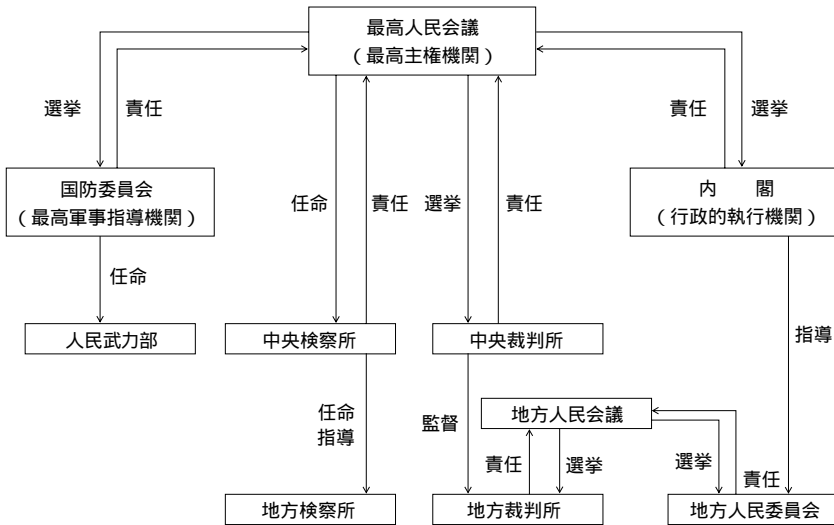 最高人民会議
（最高主権機関）
選挙
責任
責任
選挙
国防委員会
（最高軍事指導機関）
任命
責任
選挙
責任
内　　閣
（行政的執行機関）
任命
人民武力部
中央検察所
中央裁判所
指導
任命
指導
監督
地方人民会議
責任
選挙
選挙
責任
地方検察所
地方裁判所
地方人民委員会